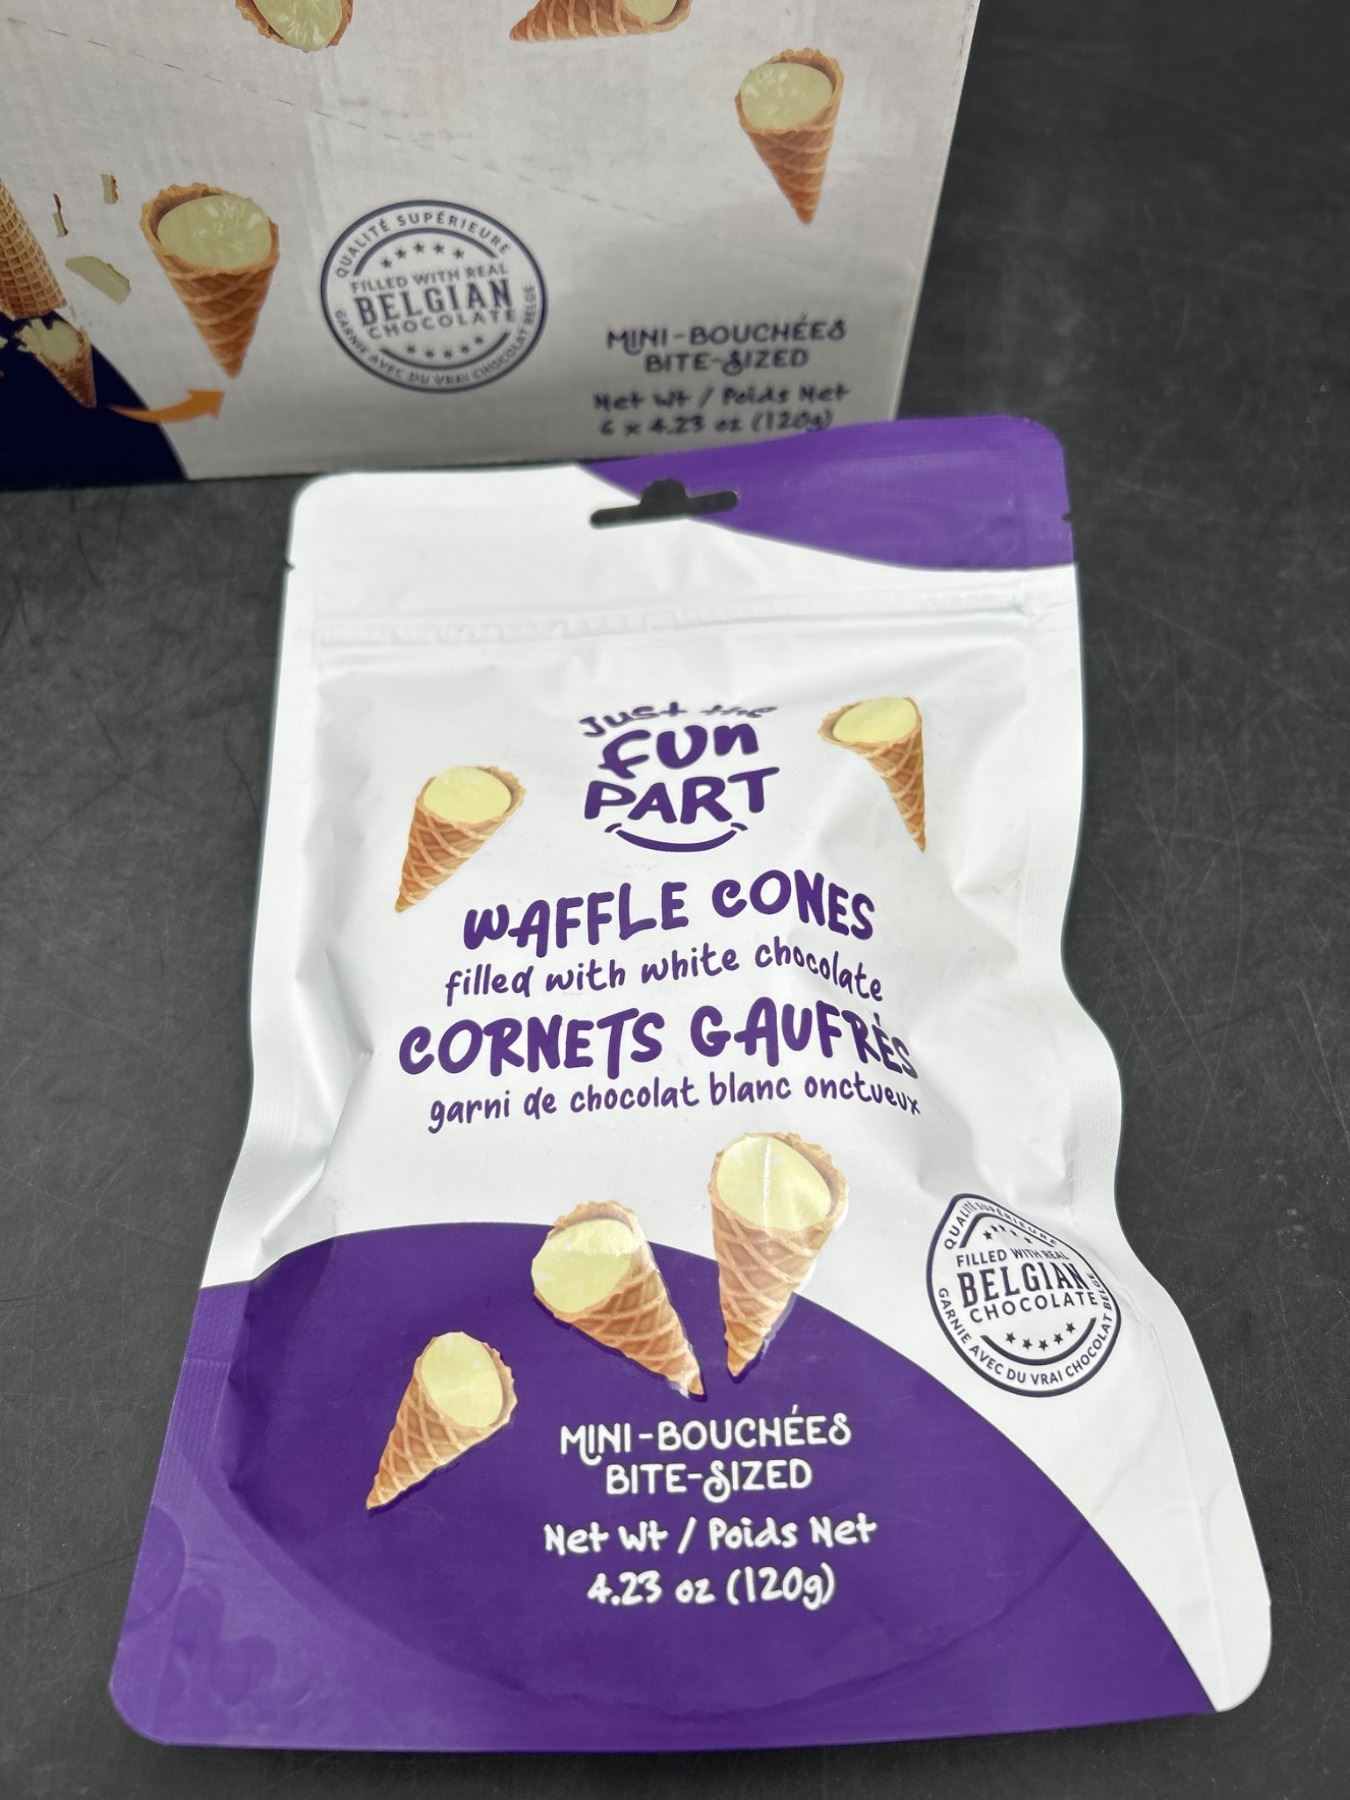 QUALITÉ SUPÉRIEURE
FILLED WITH REAL
BELGIAN
CHOCOLATE
GARNIE AVEC DU VRAI CHOCOLAT BELGE
MINI-BOUCHÉES
BITE-SIZED
Net Wt / Poids Net
6 x 4.23 oz (120g)
Just the
Fun
PART
WAFFLE CONES
filled with white chocolate
CORNETS GAUFRÉS
garni de chocolat blanc onctueux
QUALITÉ SUPÉRIEURE
FILLED WITH REAL
BELGIAN
CHOCOLATE
GARNIE AVEC DU VRAI CHOCOLAT BELGE
MINI-BOUCHÉES
BITE-SIZED
Net Wt / Poids Net
4.23 oz (120g)